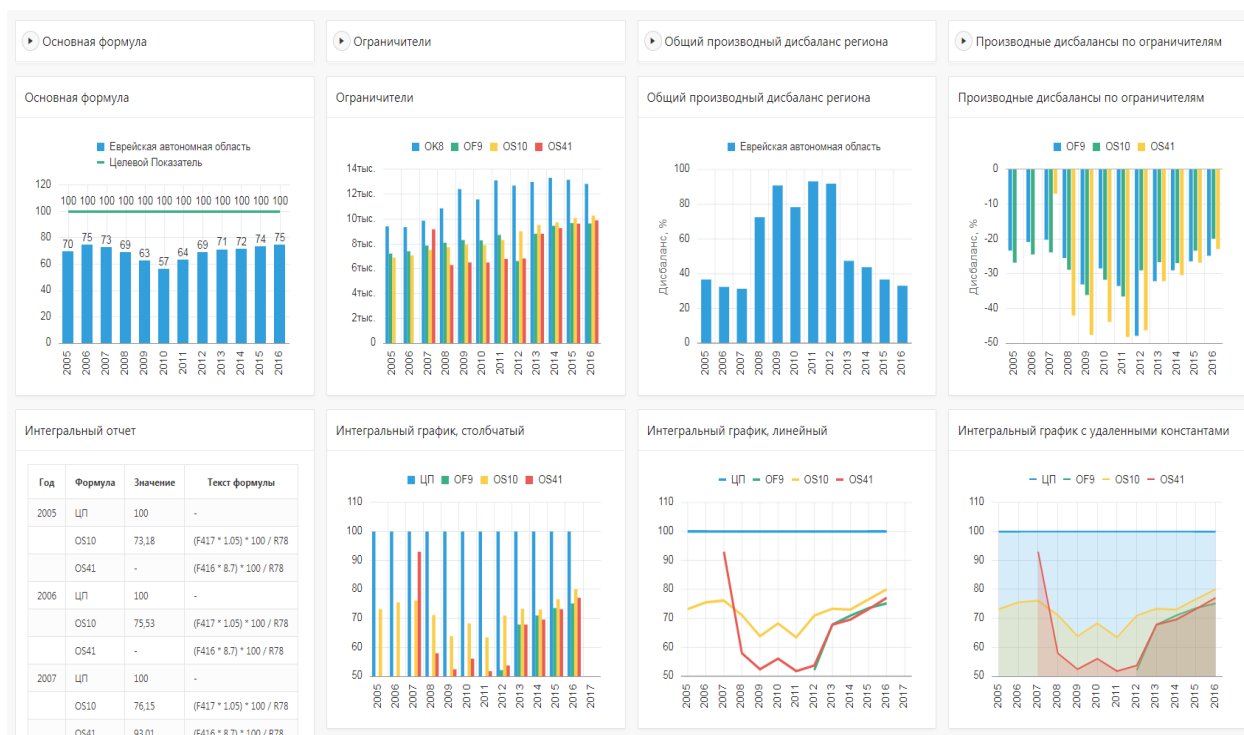 Основная формула
Ограничители
Общий производный дисбаланс региона
Производные дисбалансы по ограничителям
Основная формула
Еврейская автономная область
Целевой Показатель
120
100 100 100 100 100 100 100 100 100 100 100 100
100
80
70 75 73 69 63 57 64 69 71 72 74 75
60
40
20
0
2005 2006 2007 2008 2009 2010 2011 2012 2013 2014 2015 2016
Ограничители
OK8 OF9 OS10 OS41
14тыс.
12тыс.
10тыс.
8тыс.
6тыс.
4тыс.
2тыс.
0
2005 2006 2007 2008 2009 2010 2011 2012 2013 2014 2015 2016
Общий производный дисбаланс региона
Еврейская автономная область
Дисбаланс, %
100
80
60
40
20
0
2005 2006 2007 2008 2009 2010 2011 2012 2013 2014 2015 2016
Производные дисбалансы по ограничителям
OF9 OS10 OS41
Дисбаланс, %
0
-10
-20
-30
-40
-50
2005 2006 2007 2008 2009 2010 2011 2012 2013 2014 2015 2016
Интегральный отчет
Год Формула Значение Текст формулы
2005 ЦП 100 -
OS10 73,18 (F417 * 1.05) * 100 / R78
OS41 - (F416 * 8.7) * 100 / R78
2006 ЦП 100 -
OS10 75,53 (F417 * 1.05) * 100 / R78
OS41 - (F416 * 8.7) * 100 / R78
2007 ЦП 100 -
OS10 76,15 (F417 * 1.05) * 100 / R78
OS41 93,01 (F416 * 8.7) * 100 / R78
Интегральный график, столбчатый
ЦП OF9 OS10 OS41
110
100
90
80
70
60
50
2005 2006 2007 2008 2009 2010 2011 2012 2013 2014 2015 2016 2017
Интегральный график, линейный
ЦП OF9 OS10 OS41
110
100
90
80
70
60
50
2005 2006 2007 2008 2009 2010 2011 2012 2013 2014 2015 2016 2017
Интегральный график с удаленными константами
ЦП OF9 OS10 OS41
110
100
90
80
70
60
50
2005 2006 2007 2008 2009 2010 2011 2012 2013 2014 2015 2016